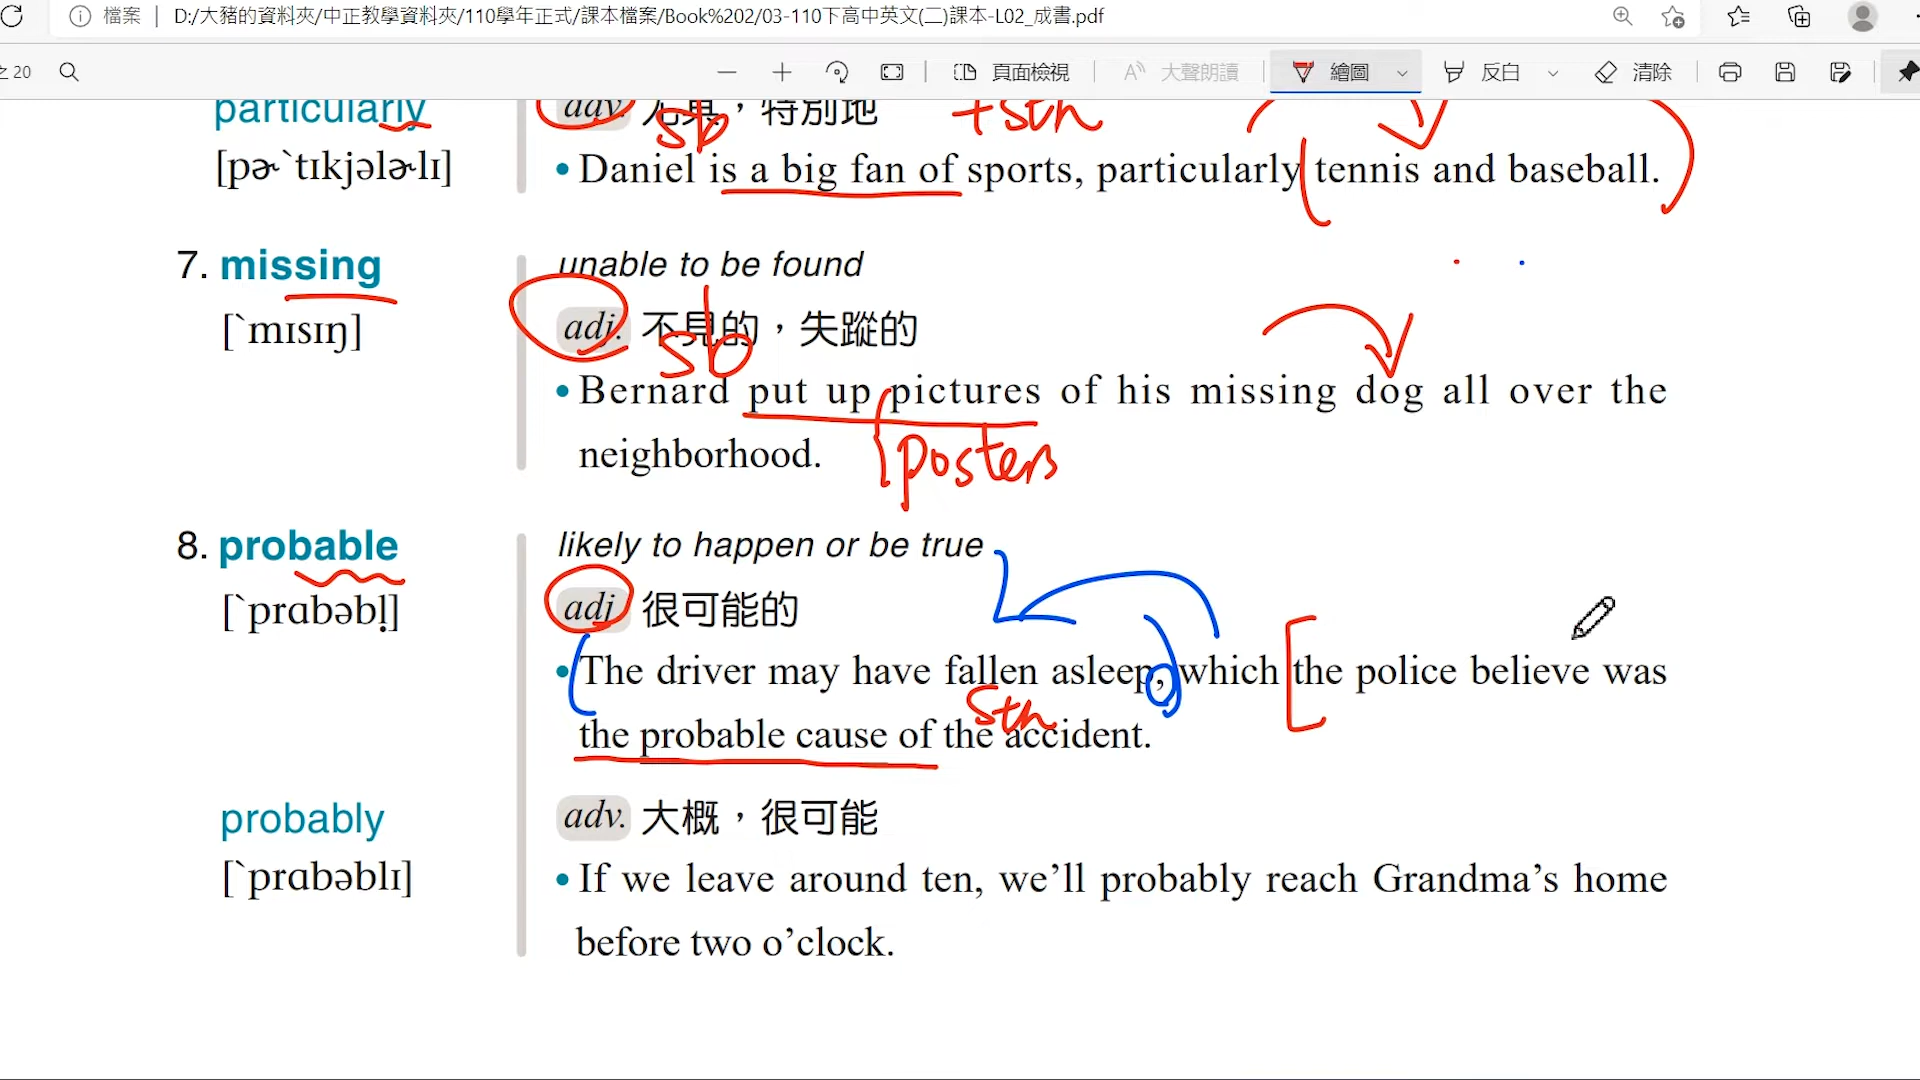 檔案 | D:/大豬的資料夾/中正教學資料夾/110學年正式/課本檔案/Book%202/03-110下高中英文(二)課本-L02_成書.pdf
之 20 頁面檢視 大聲朗讀 繪圖 反白 清除
particularly adv. 尤其，特別地 sb +sth
[pɚˋtɪkjəlɚlɪ] • Daniel is a big fan of sports, particularly tennis and baseball.
7. missing unable to be found
[ˋmɪsɪŋ] adj. 不見的，失蹤的
sb
• Bernard put up pictures of his missing dog all over the
neighborhood. posters
8. probable likely to happen or be true
[ˋprɑbəbḷ] adj 很可能的
• The driver may have fallen asleep, which the police believe was
sth
the probable cause of the accident.
probably adv. 大概，很可能
[ˋprɑbəblɪ] • If we leave around ten, we’ll probably reach Grandma’s home
before two o’clock.